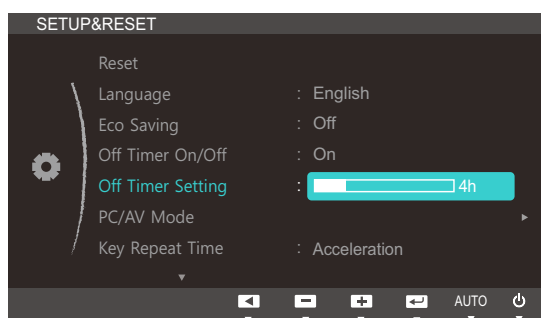 SETUP&RESET
Reset
Language : English
Eco Saving : Off
Off Timer On/Off : On
Off Timer Setting : 4h
PC/AV Mode
Key Repeat Time : Acceleration
AUTO